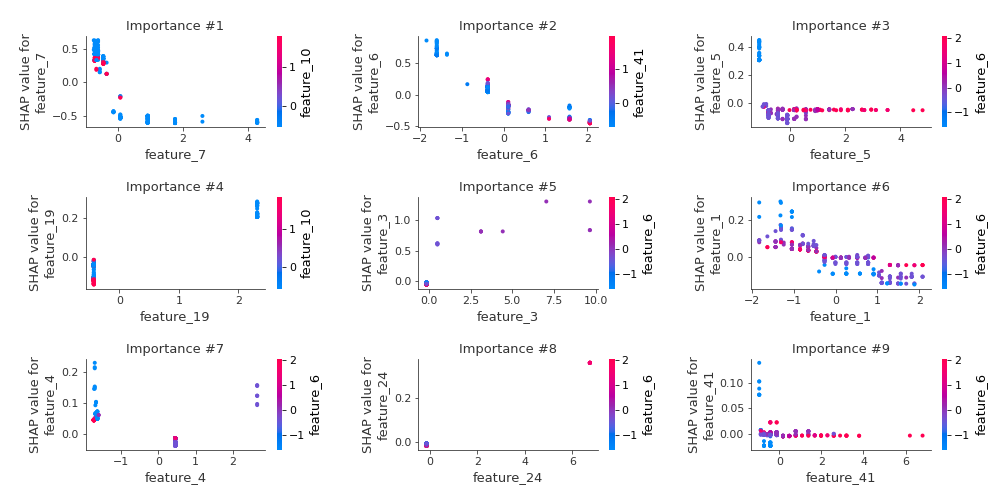 Importance #1
Importance #2
Importance #3
SHAP value for
feature_7
0.5
0.0
−0.5
0
2
4
feature_7
1
0
feature_10
SHAP value for
feature_6
0.5
0.0
−0.5
−2
−1
0
1
2
feature_6
1
0
feature_41
SHAP value for
feature_5
0.4
0.2
0.0
0
2
4
feature_5
2
1
0
−1
feature_6
Importance #4
Importance #5
Importance #6
SHAP value for
feature_19
0.2
0.0
0
1
2
feature_19
1
0
feature_10
SHAP value for
feature_3
1.0
0.5
0.0
0.0
2.5
5.0
7.5
10.0
feature_3
2
1
0
−1
feature_6
SHAP value for
feature_1
0.2
0.0
−2
−1
0
1
2
feature_1
2
1
0
−1
feature_6
Importance #7
Importance #8
Importance #9
SHAP value for
feature_4
0.2
0.1
0.0
−1
0
1
2
feature_4
2
1
0
−1
feature_6
SHAP value for
feature_24
0.2
0.0
0
2
4
6
feature_24
2
1
0
−1
feature_6
SHAP value for
feature_41
0.10
0.05
0.00
0
2
4
6
feature_41
2
1
0
−1
feature_6